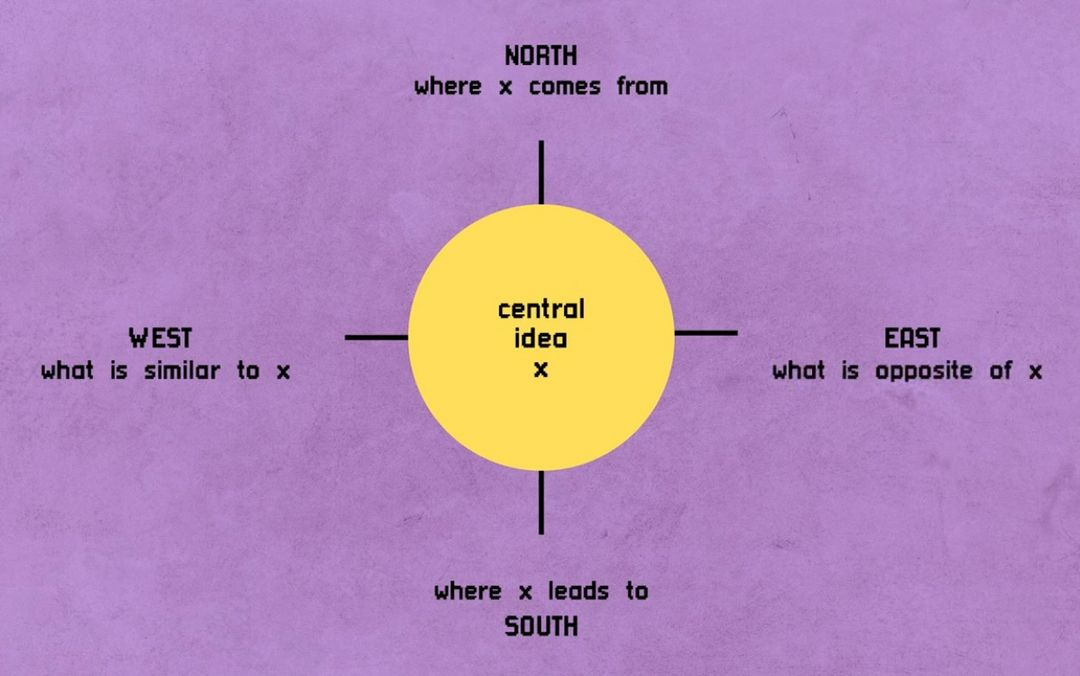 NORTH
where x comes from
central
idea
x
WEST
what is similar to x
EAST
what is opposite of x
where x leads to
SOUTH